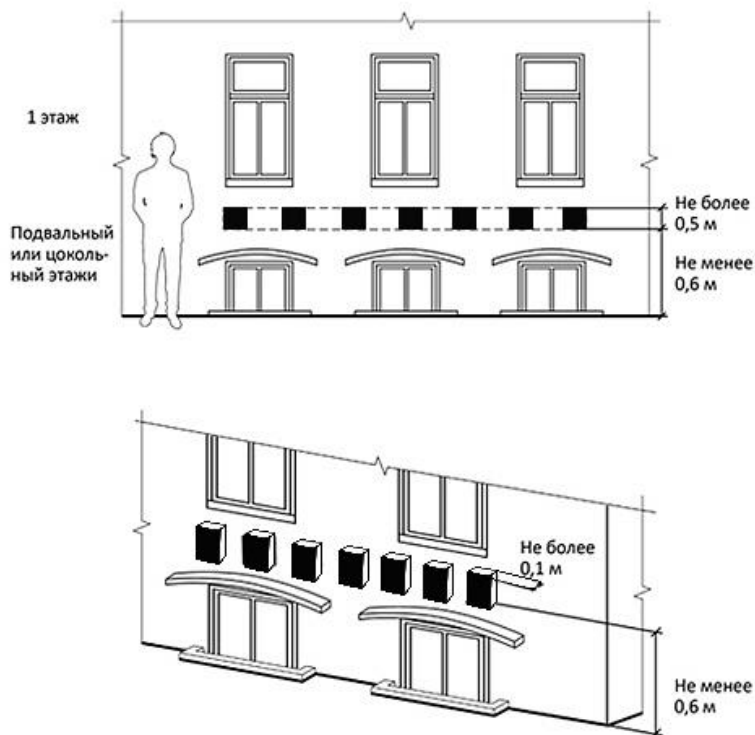 1 этаж
Не более
0,5 м
Подвальный
или цоколь-
ный этажи
Не менее
0,6 м
Не более
0,1 м
Не менее
0,6 м